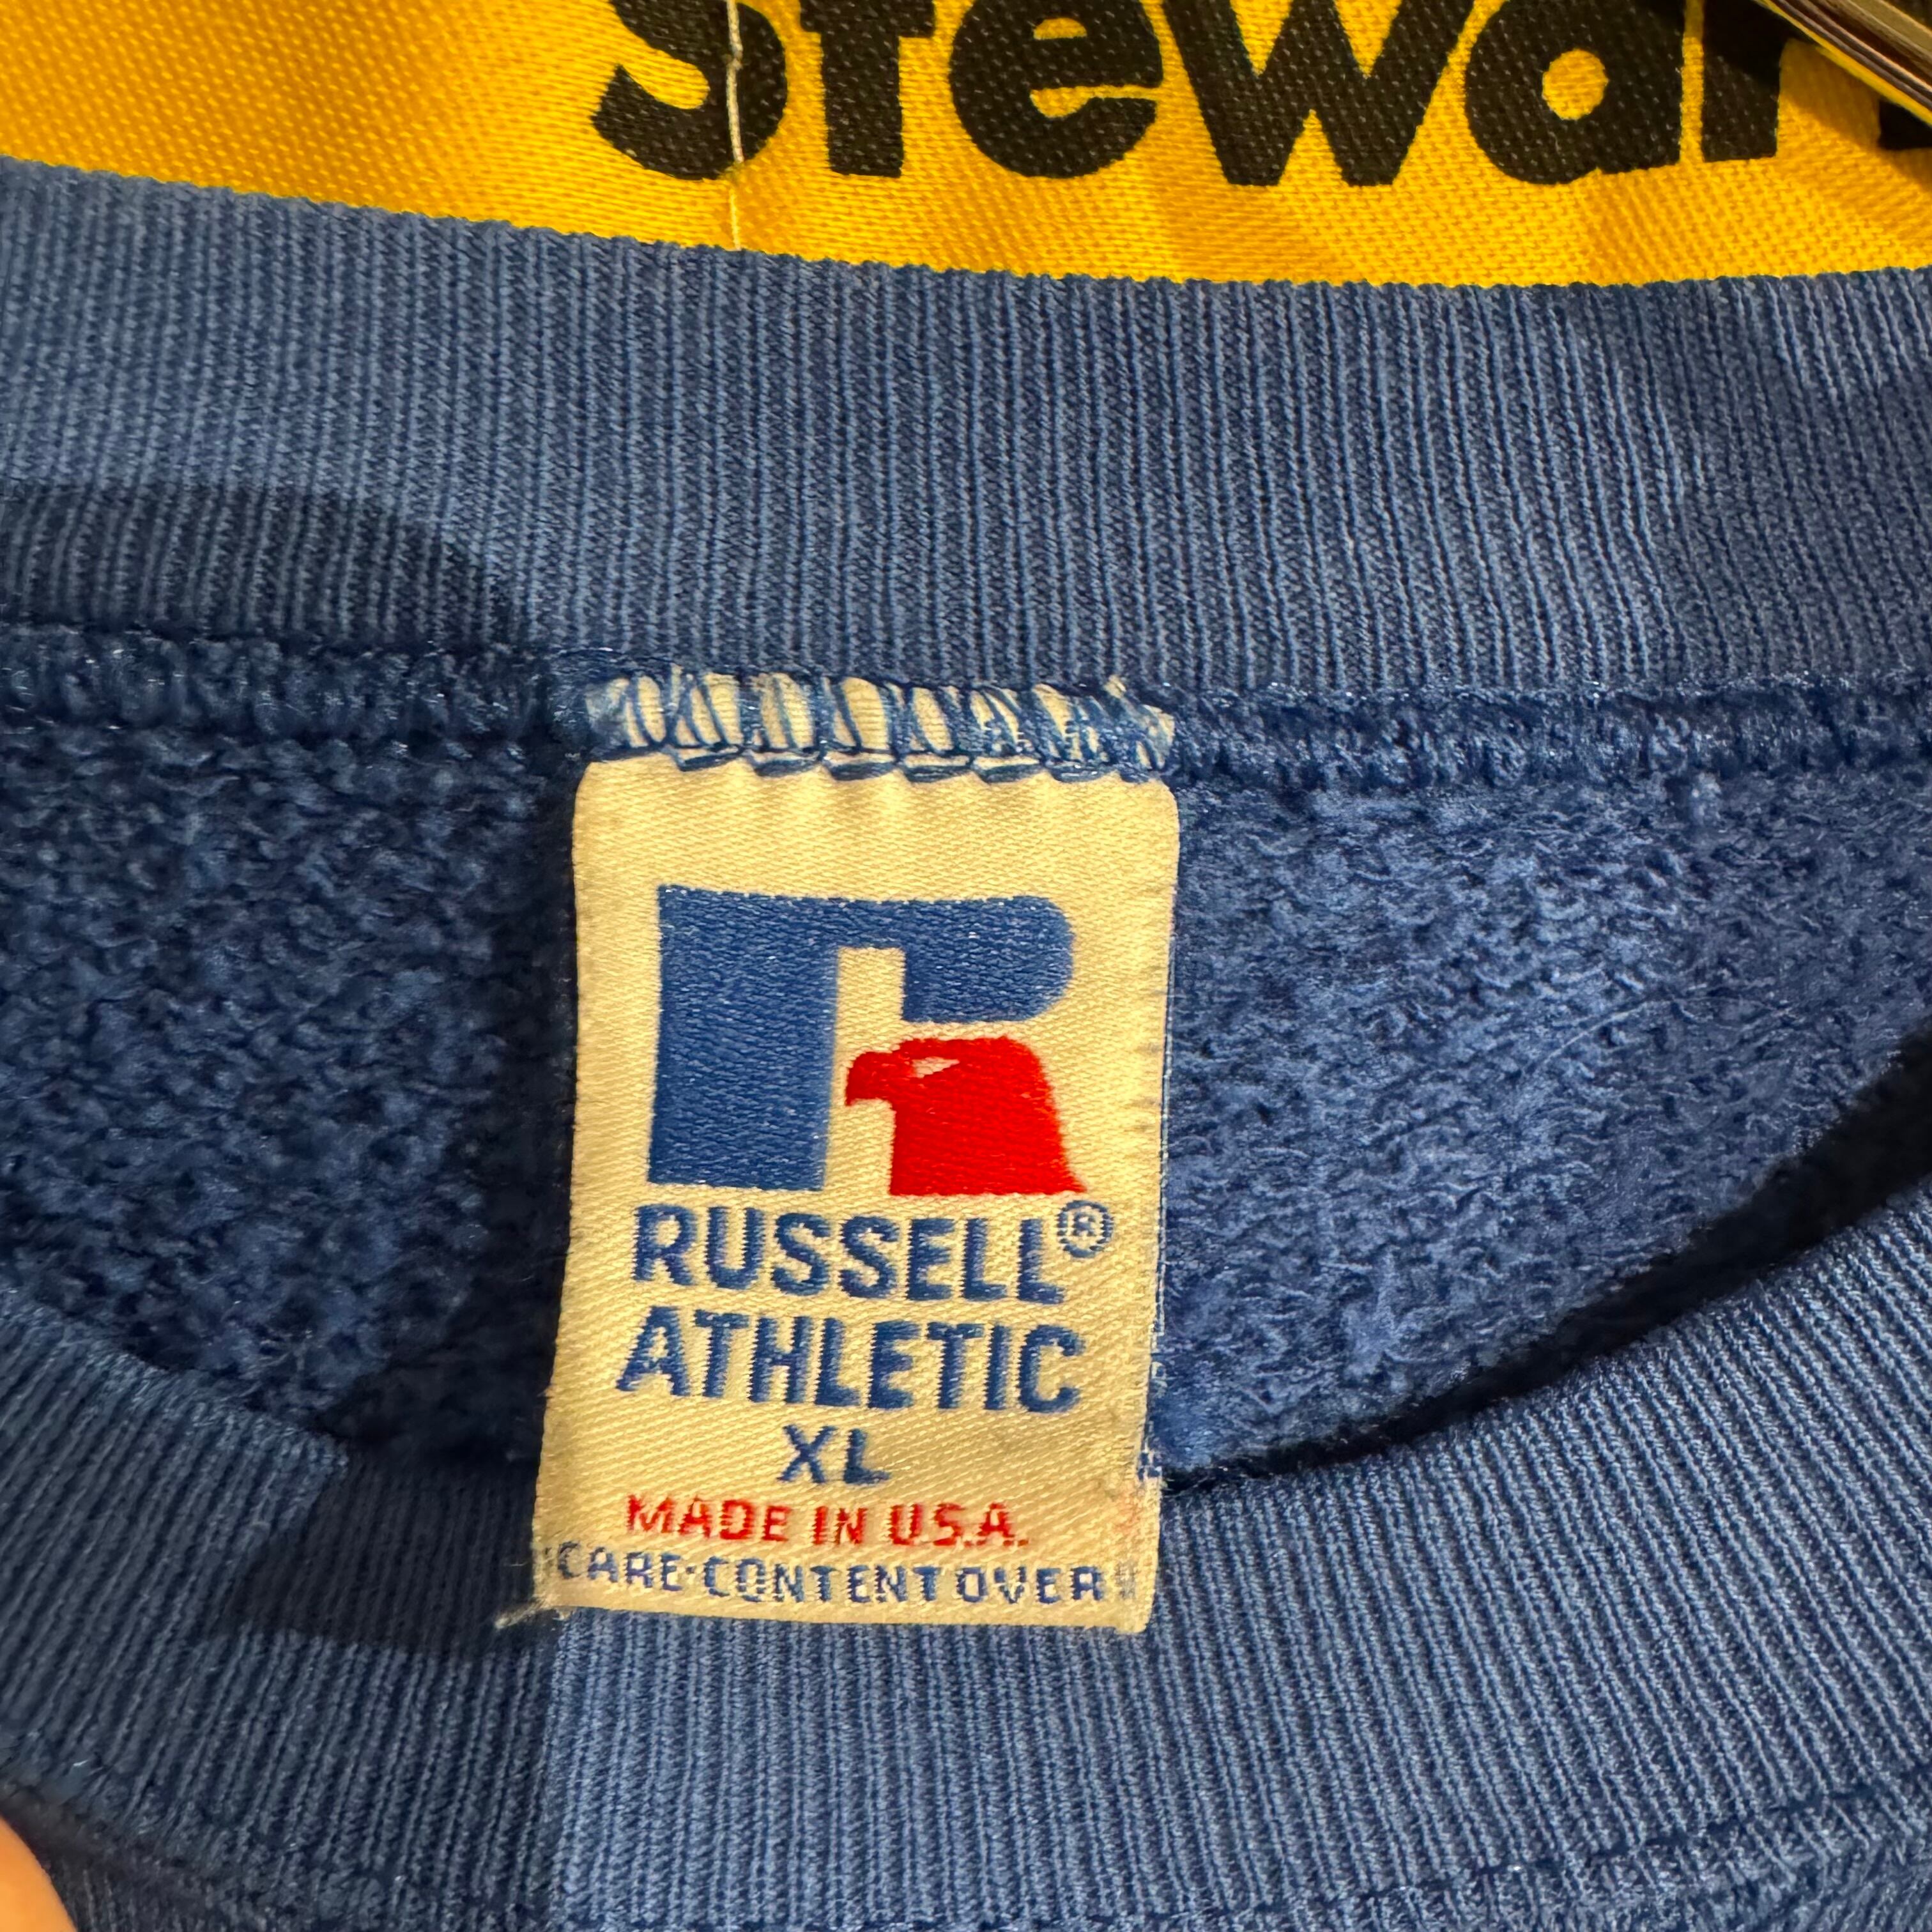 Stewar
RUSSELL®
ATHLETIC
XL
MADE IN U.S.A.
CARE·CONTENT OVER